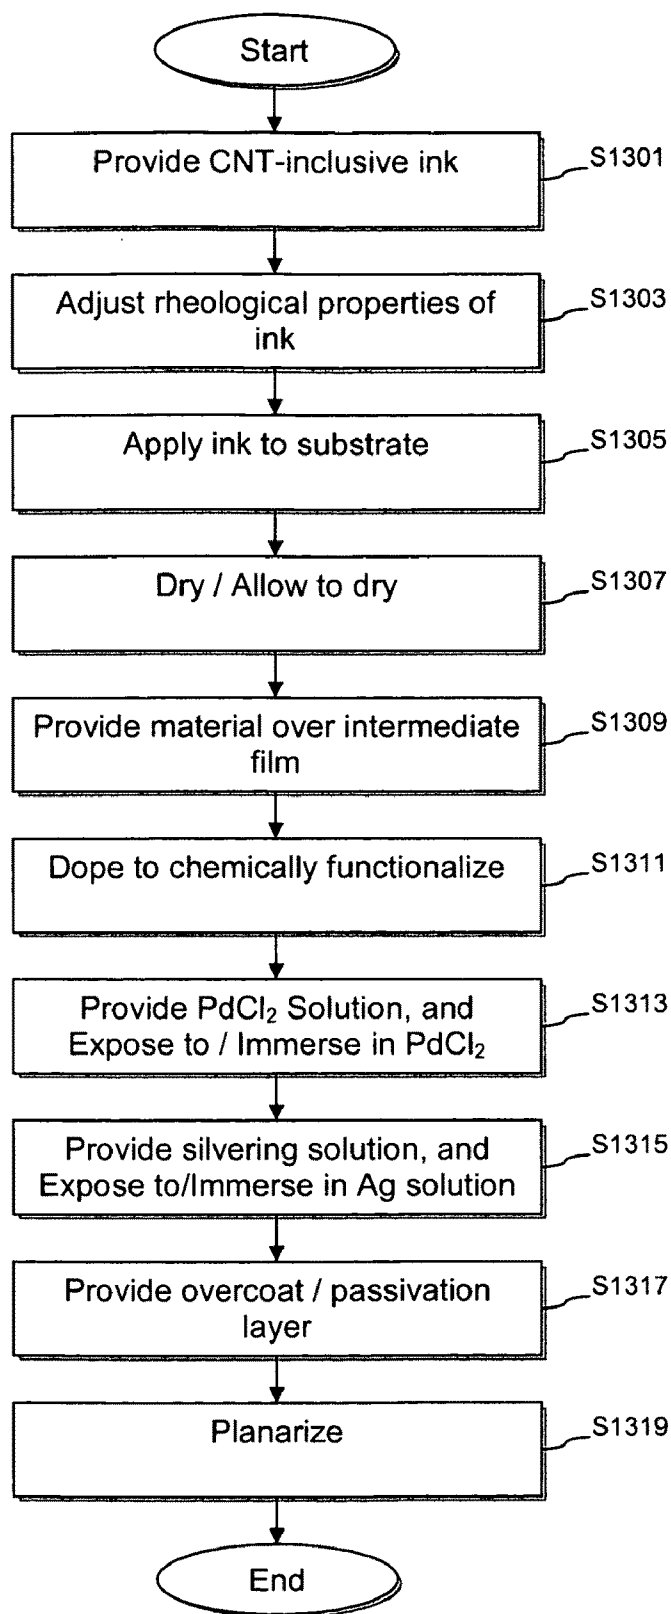 Start
Provide CNT-inclusive ink
S1301
Adjust rheological properties of
ink
S1303
Apply ink to substrate
S1305
Dry / Allow to dry
S1307
Provide material over intermediate
film
S1309
Dope to chemically functionalize
S1311
Provide PdCl₂ Solution, and
Expose to / Immerse in PdCl₂
S1313
Provide silvering solution, and
Expose to/Immerse in Ag solution
S1315
Provide overcoat / passivation
layer
S1317
Planarize
S1319
End